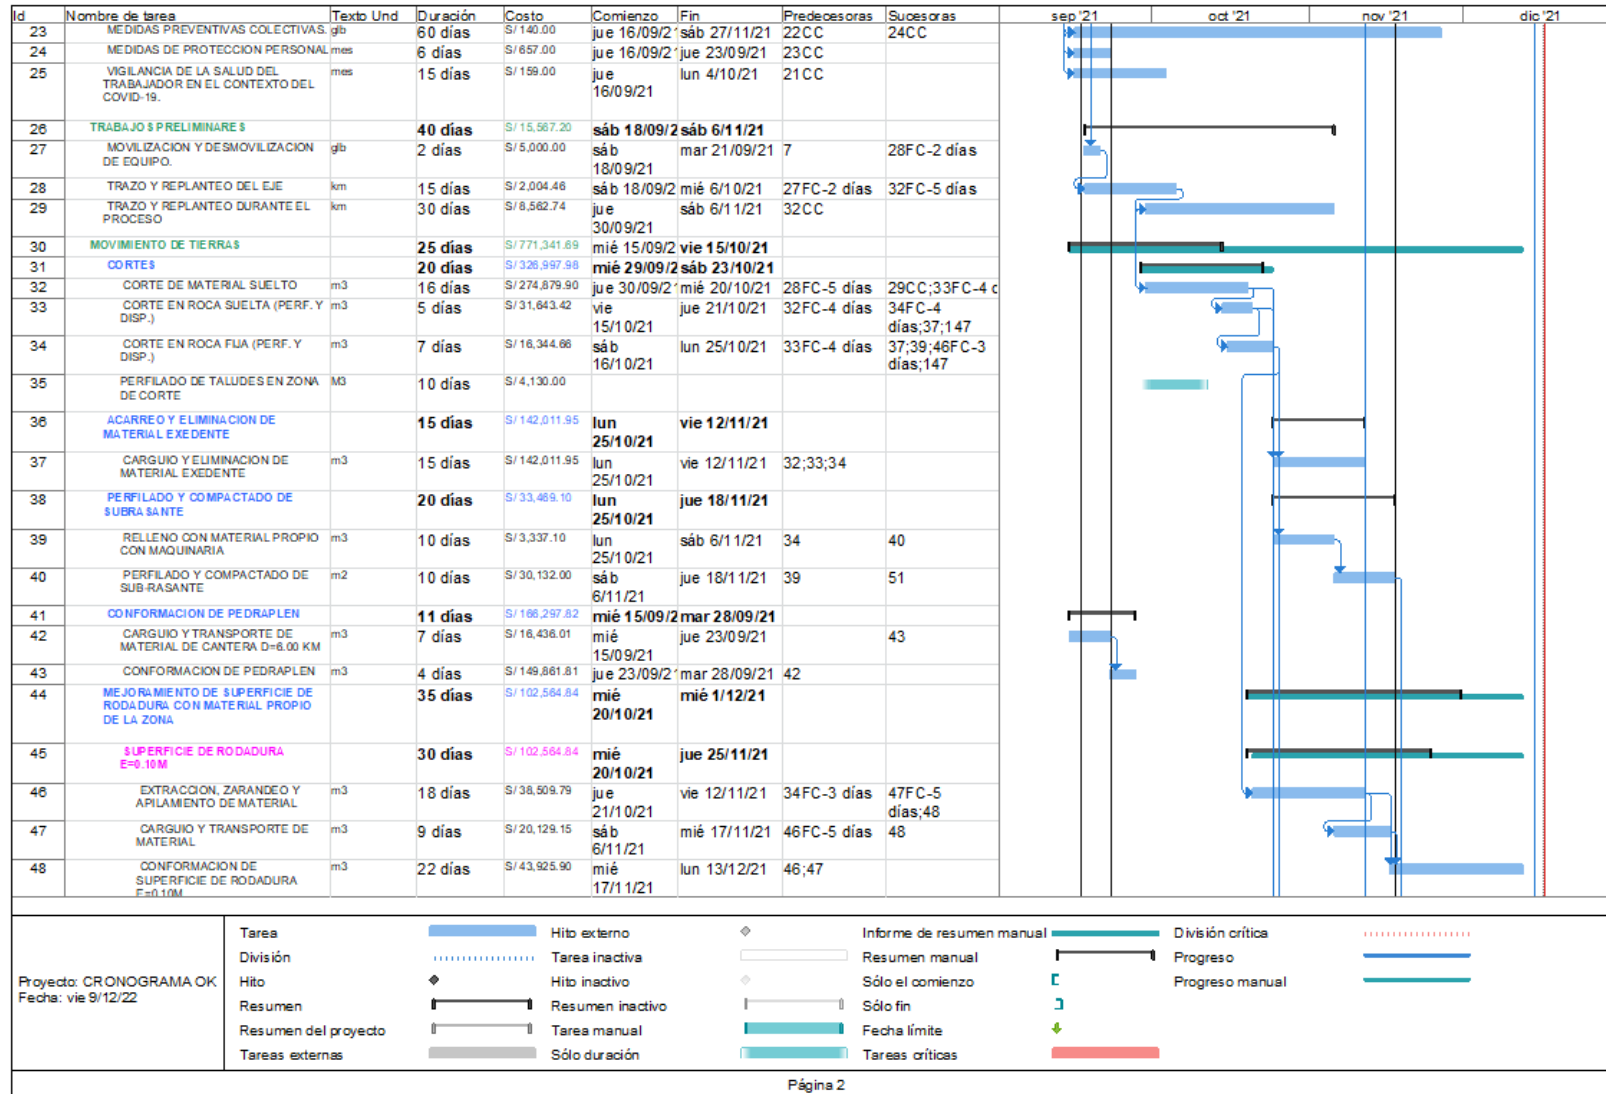 Id Nombre de tarea Texto Und Duración Costo Comienzo Fin Predecesoras Sucesoras sep '21 oct '21 nov '21 dic '21
23 MEDIDAS PREVENTIVAS COLECTIVAS. glb 60 días S/ 140.00 jue 16/09/21 sáb 27/11/21 22CC 24CC
24 MEDIDAS DE PROTECCION PERSONAL mes 6 días S/ 657.00 jue 16/09/21 jue 23/09/21 23CC
25 VIGILANCIA DE LA SALUD DEL mes 15 días S/ 159.00 jue lun 4/10/21 21CC
TRABAJADOR EN EL CONTEXTO DEL 16/09/21
COVID-19.
26 TRABAJOS PRELIMINARES 40 días S/ 15,567.20 sáb 18/09/2 sáb 6/11/21
27 MOVILIZACION Y DESMOVILIZACION glb 2 días S/ 5,000.00 sáb mar 21/09/21 7 28FC-2 días
DE EQUIPO. 18/09/21
28 TRAZO Y REPLANTEO DEL EJE km 15 días S/ 2,004.46 sáb 18/09/2 mié 6/10/21 27FC-2 días 32FC-5 días
29 TRAZO Y REPLANTEO DURANTE EL km 30 días S/ 8,562.74 jue sáb 6/11/21 32CC
PROCESO 30/09/21
30 MOVIMIENTO DE TIERRAS 25 días S/ 771,341.69 mié 15/09/2 vie 15/10/21
31 CORTES 20 días S/ 326,997.98 mié 29/09/2 sáb 23/10/21
32 CORTE DE MATERIAL SUELTO m3 16 días S/ 274,879.90 jue 30/09/21 mié 20/10/21 28FC-5 días 29CC;33FC-4 d
33 CORTE EN ROCA SUELTA (PERF. Y m3 5 días S/ 31,643.42 vie jue 21/10/21 32FC-4 días 34FC-4
DISP.) 15/10/21 días;37;147
34 CORTE EN ROCA FIJA (PERF. Y m3 7 días S/ 16,344.66 sáb lun 25/10/21 33FC-4 días 37;39;46FC-3
DISP.) 16/10/21 días;147
35 PERFILADO DE TALUDES EN ZONA M3 10 días S/ 4,130.00
DE CORTE
36 ACARREO Y ELIMINACION DE 15 días S/ 142,011.95 lun vie 12/11/21
MATERIAL EXEDENTE 25/10/21
37 CARGUIO Y ELIMINACION DE m3 15 días S/ 142,011.95 lun vie 12/11/21 32;33;34
MATERIAL EXEDENTE 25/10/21
38 PERFILADO Y COMPACTADO DE 20 días S/ 33,469.10 lun jue 18/11/21
SUBRASANTE 25/10/21
39 RELLENO CON MATERIAL PROPIO m3 10 días S/ 3,337.10 lun sáb 6/11/21 34 40
CON MAQUINARIA 25/10/21
40 PERFILADO Y COMPACTADO DE m2 10 días S/ 30,132.00 sáb jue 18/11/21 39 51
SUB-RASANTE 6/11/21
41 CONFORMACION DE PEDRAPLEN 11 días S/ 166,297.82 mié 15/09/2 mar 28/09/21
42 CARGUIO Y TRANSPORTE DE m3 7 días S/ 16,436.01 mié jue 23/09/21 43
MATERIAL DE CANTERA D=6.00 KM 15/09/21
43 CONFORMACION DE PEDRAPLEN m3 4 días S/ 149,861.81 jue 23/09/21 mar 28/09/21 42
44 MEJORAMIENTO DE SUPERFICIE DE 35 días S/ 102,564.84 mié mié 1/12/21
RODADURA CON MATERIAL PROPIO 20/10/21
DE LA ZONA
45 SUPERFICIE DE RODADURA 30 días S/ 102,564.84 mié jue 25/11/21
E=0.10M 20/10/21
46 EXTRACCION, ZARANDEO Y m3 18 días S/ 38,509.79 jue vie 12/11/21 34FC-3 días 47FC-5
APILAMIENTO DE MATERIAL 21/10/21 días;48
47 CARGUIO Y TRANSPORTE DE m3 9 días S/ 20,129.15 sáb mié 17/11/21 46FC-5 días 48
MATERIAL 6/11/21
48 CONFORMACION DE m3 22 días S/ 43,925.90 mié lun 13/12/21 46;47
SUPERFICIE DE RODADURA 17/11/21
E=0.10M
Proyecto: CRONOGRAMA OK
Fecha: vie 9/12/22
Tarea Hito externo Informe de resumen manual División crítica
División Tarea inactiva Resumen manual Progreso
Hito Hito inactivo Sólo el comienzo Progreso manual
Resumen Resumen inactivo Sólo fin
Resumen del proyecto Tarea manual Fecha límite
Tareas externas Sólo duración Tareas críticas
Página 2